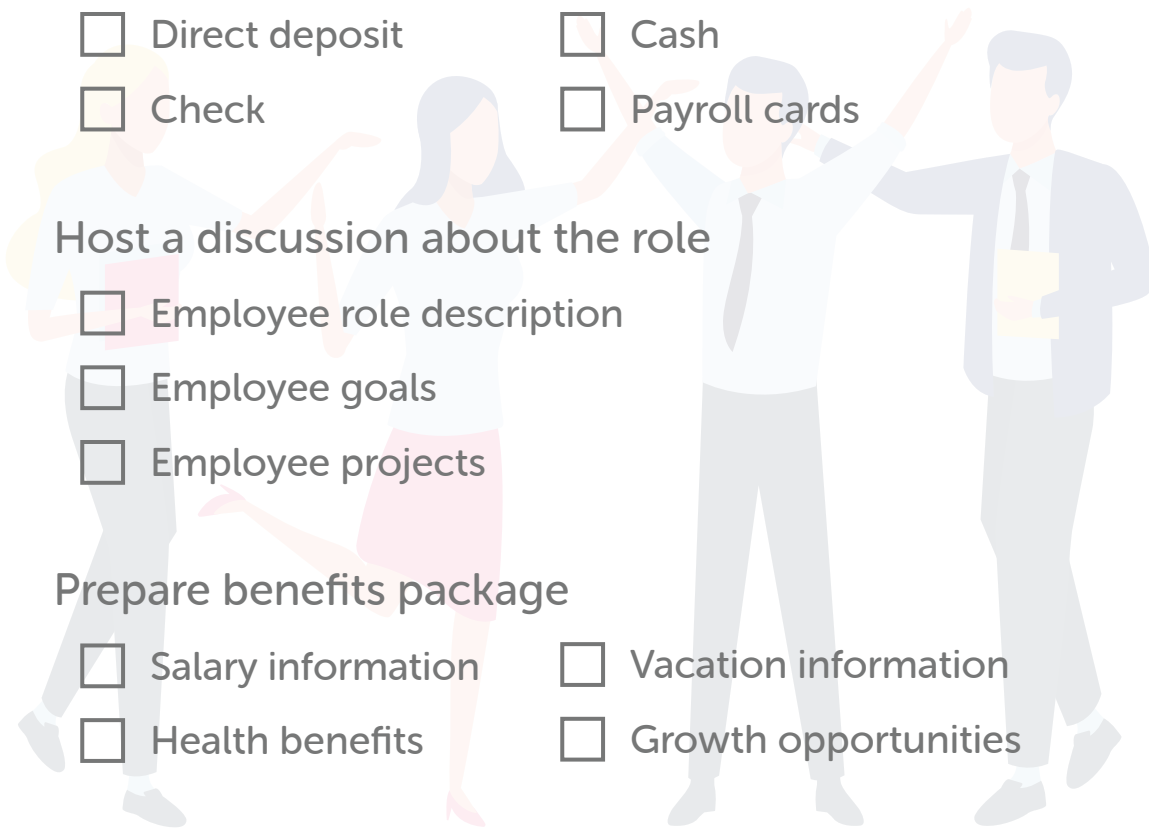 Direct deposit Cash
Check Payroll cards
Host a discussion about the role
Employee role description
Employee goals
Employee projects
Prepare benefits package
Salary information Vacation information
Health benefits Growth opportunities